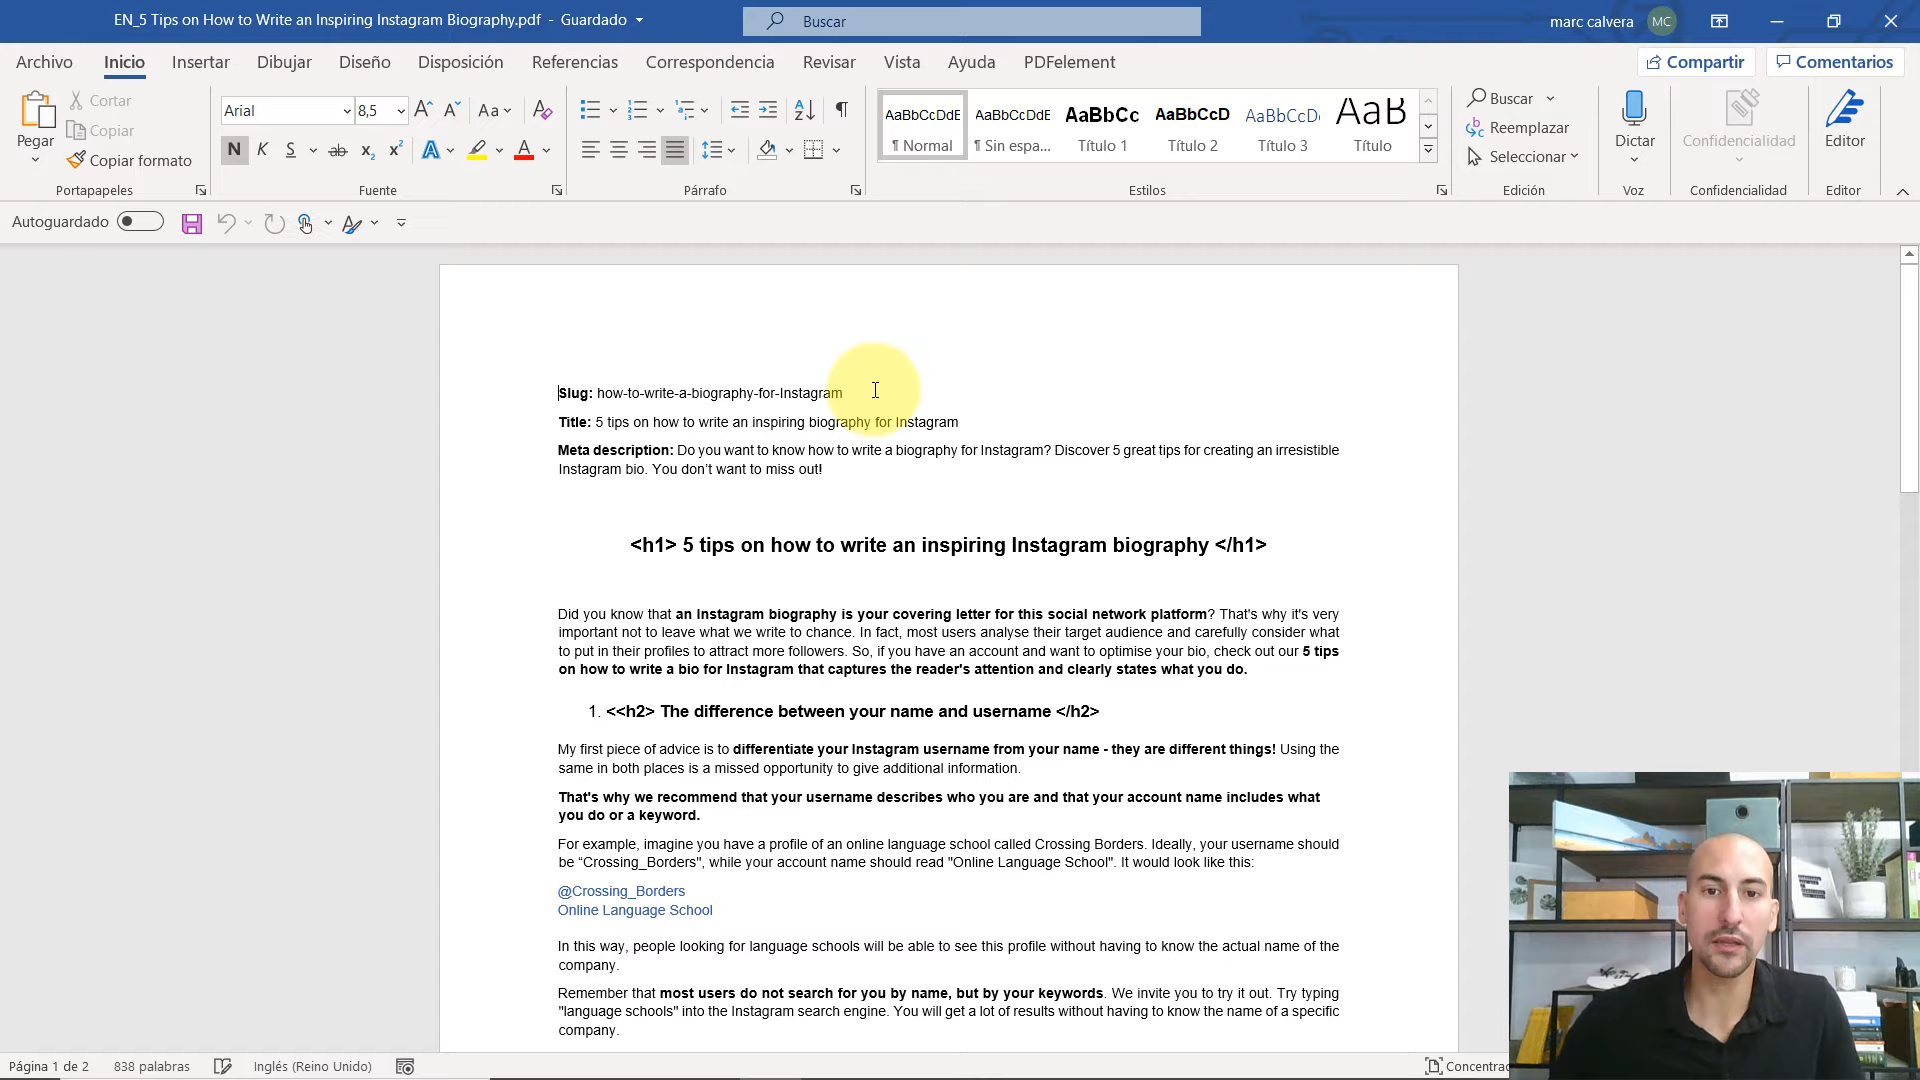 EN_5 Tips on How to Write an Inspiring Instagram Biography.pdf - Guardado
Buscar
marc calvera MC
Archivo Inicio Insertar Dibujar Diseño Disposición Referencias Correspondencia Revisar Vista Ayuda PDFelement
Compartir Comentarios
Pegar
Cortar
Copiar
Copiar formato
Portapapeles
Arial 8,5
Aa
N K S ab x₂ x² A A
Fuente
Párrafo
AaBbCcDdE AaBbCcDdE AaBbCc AaBbCcD AaBbCcD AaB
¶ Normal ¶ Sin espa... Título 1 Título 2 Título 3 Título
Estilos
Buscar
Reemplazar
Seleccionar
Edición
Dictar
Voz
Confidencialidad
Confidencialidad
Editor
Editor
Autoguardado
Slug: how-to-write-a-biography-for-Instagram
Title: 5 tips on how to write an inspiring biography for Instagram
Meta description: Do you want to know how to write a biography for Instagram? Discover 5 great tips for creating an irresistible
Instagram bio. You don't want to miss out!
<h1> 5 tips on how to write an inspiring Instagram biography </h1>
Did you know that an Instagram biography is your covering letter for this social network platform? That's why it's very
important not to leave what we write to chance. In fact, most users analyse their target audience and carefully consider what
to put in their profiles to attract more followers. So, if you have an account and want to optimise your bio, check out our 5 tips
on how to write a bio for Instagram that captures the reader's attention and clearly states what you do.
1. <<h2> The difference between your name and username </h2>
My first piece of advice is to differentiate your Instagram username from your name - they are different things! Using the
same in both places is a missed opportunity to give additional information.
That's why we recommend that your username describes who you are and that your account name includes what
you do or a keyword.
For example, imagine you have a profile of an online language school called Crossing Borders. Ideally, your username should
be “Crossing_Borders", while your account name should read "Online Language School". It would look like this:
@Crossing_Borders
Online Language School
In this way, people looking for language schools will be able to see this profile without having to know the actual name of the
company.
Remember that most users do not search for you by name, but by your keywords. We invite you to try it out. Try typing
"language schools" into the Instagram search engine. You will get a lot of results without having to know the name of a specific
company.
Página 1 de 2 838 palabras Inglés (Reino Unido)
Concentrac